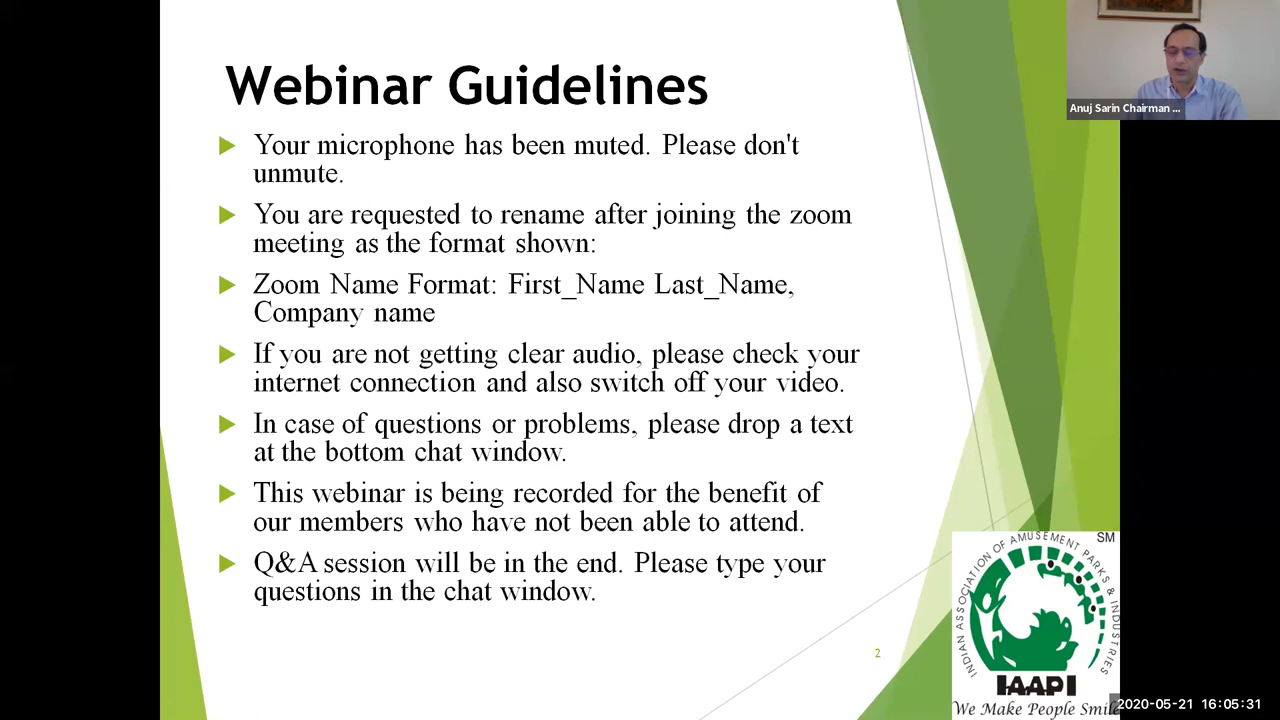 Webinar Guidelines
Your microphone has been muted. Please don't
unmute.
You are requested to rename after joining the zoom
meeting as the format shown:
Zoom Name Format: First_Name Last_Name,
Company name
If you are not getting clear audio, please check your
internet connection and also switch off your video.
In case of questions or problems, please drop a text
at the bottom chat window.
This webinar is being recorded for the benefit of
our members who have not been able to attend.
Q&A session will be in the end. Please type your
questions in the chat window.
2
Anuj Sarin Chairman ...
SM
INDIAN ASSOCIATION OF AMUSEMENT PARKS & INDUSTRIES
IAAPI
We Make People Smile
2020-05-21 16:05:31